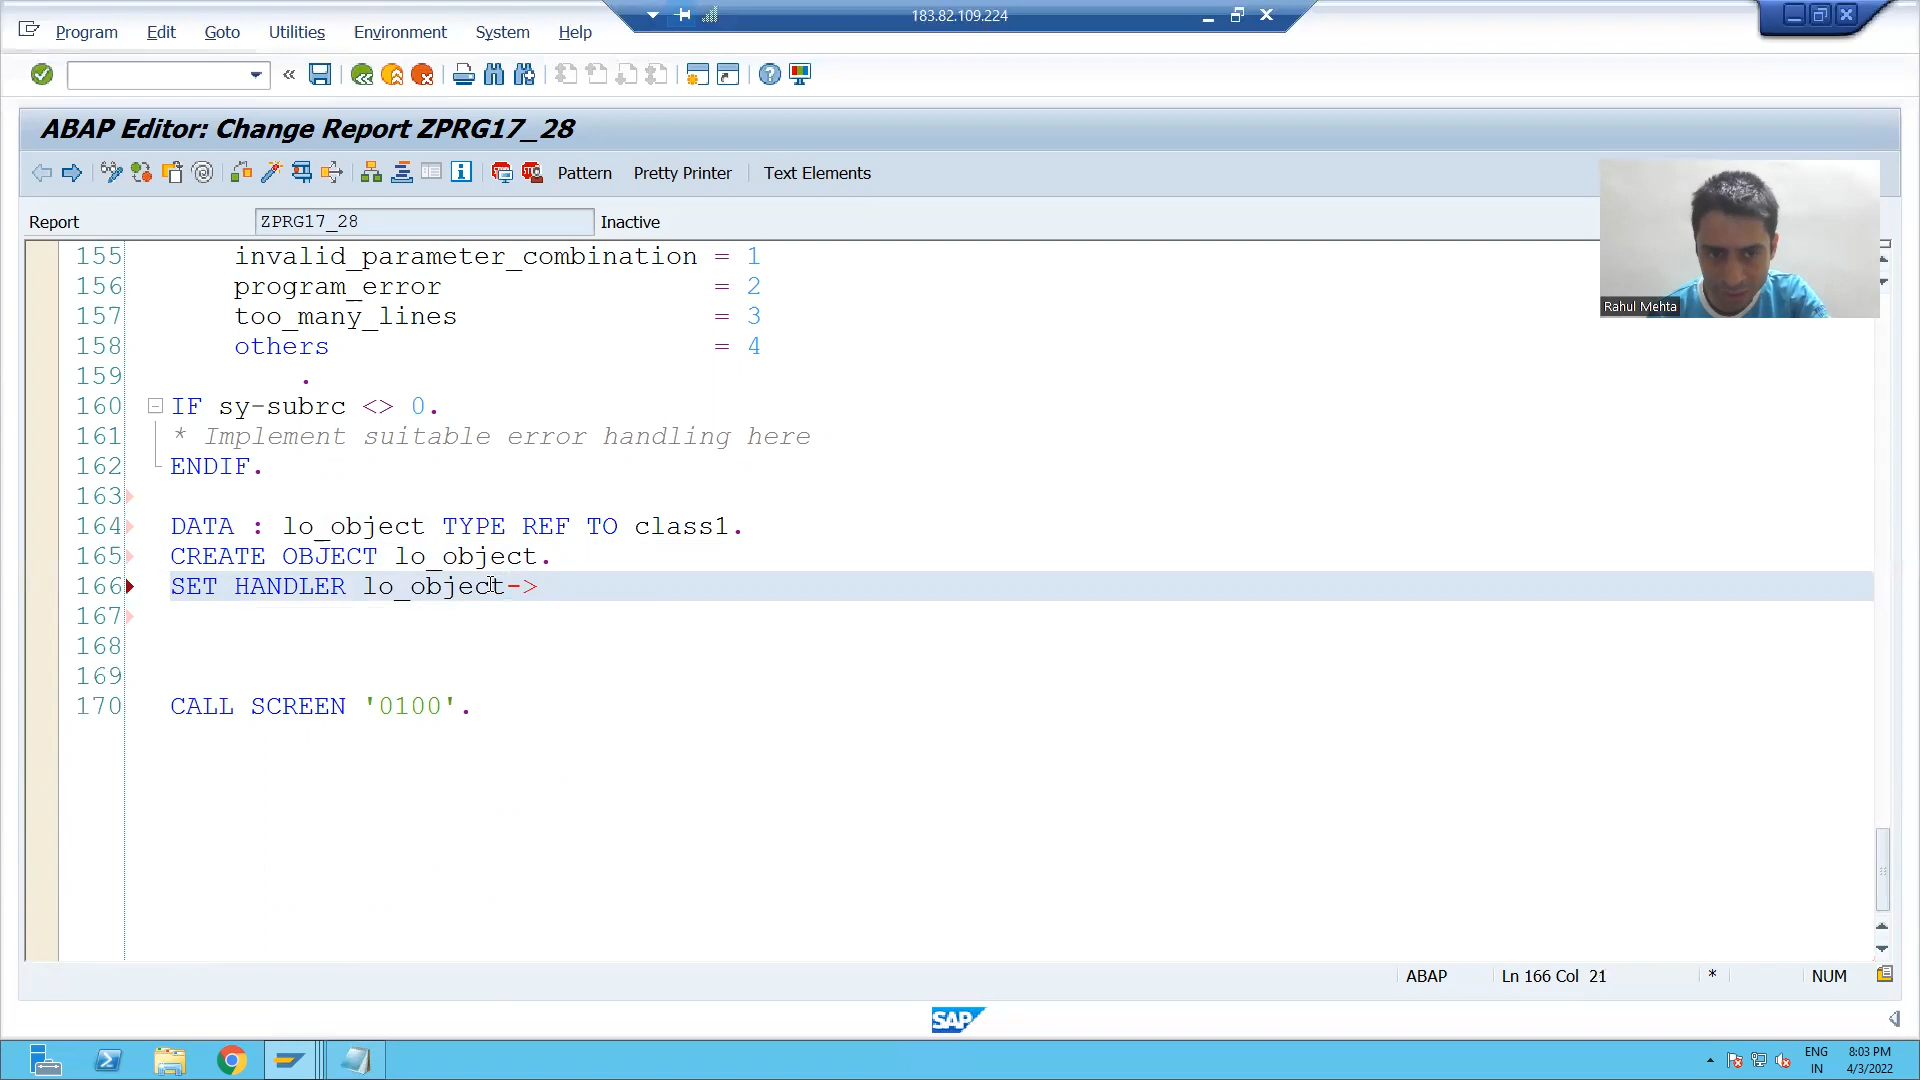 183.82.109.224
Program Edit Goto Utilities Environment System Help
ABAP Editor: Change Report ZPRG17_28
Pattern Pretty Printer Text Elements
Report ZPRG17_28 Inactive
Rahul Mehta
155 invalid_parameter_combination = 1
156 program_error = 2
157 too_many_lines = 3
158 others = 4
159 .
160 IF sy-subrc <> 0.
161 * Implement suitable error handling here
162 ENDIF.
163
164 DATA : lo_object TYPE REF TO class1.
165 CREATE OBJECT lo_object.
166 SET HANDLER lo_object->
167
168
169
170 CALL SCREEN '0100'.
ABAP Ln 166 Col 21 * NUM
SAP
ENG 8:03 PM
IN 4/3/2022